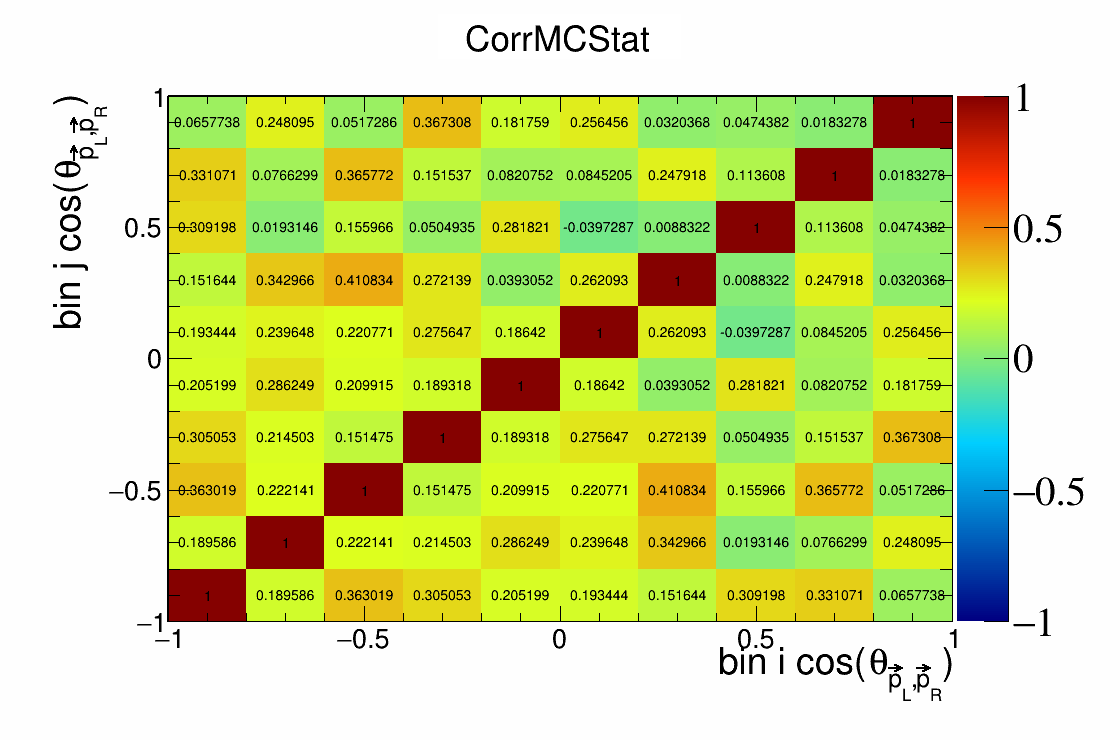 CorrMCStat
bin j cos(θ p⃗L,p⃗R)
1
0.5
0
−0.5
−1
0.0657738 0.248095 0.0517286 0.367308 0.181759 0.256456 0.0320368 0.0474382 0.0183278 1
0.331071 0.0766299 0.365772 0.151537 0.0820752 0.0845205 0.247918 0.113608 1 0.0183278
0.309198 0.0193146 0.155966 0.0504935 0.281821 -0.0397287 0.0088322 1 0.113608 0.0474382
0.151644 0.342966 0.410834 0.272139 0.0393052 0.262093 1 0.0088322 0.247918 0.0320368
0.193444 0.239648 0.220771 0.275647 0.18642 1 0.262093 -0.0397287 0.0845205 0.256456
0.205199 0.286249 0.209915 0.189318 1 0.18642 0.0393052 0.281821 0.0820752 0.181759
0.305053 0.214503 0.151475 1 0.189318 0.275647 0.272139 0.0504935 0.151537 0.367308
0.363019 0.222141 1 0.151475 0.209915 0.220771 0.410834 0.155966 0.365772 0.0517286
0.189586 1 0.222141 0.214503 0.286249 0.239648 0.342966 0.0193146 0.0766299 0.248095
1 0.189586 0.363019 0.305053 0.205199 0.193444 0.151644 0.309198 0.331071 0.0657738
−1 −0.5 0 0.5 1
bin i cos(θ p⃗L,p⃗R)
1
0.5
0
−0.5
−1